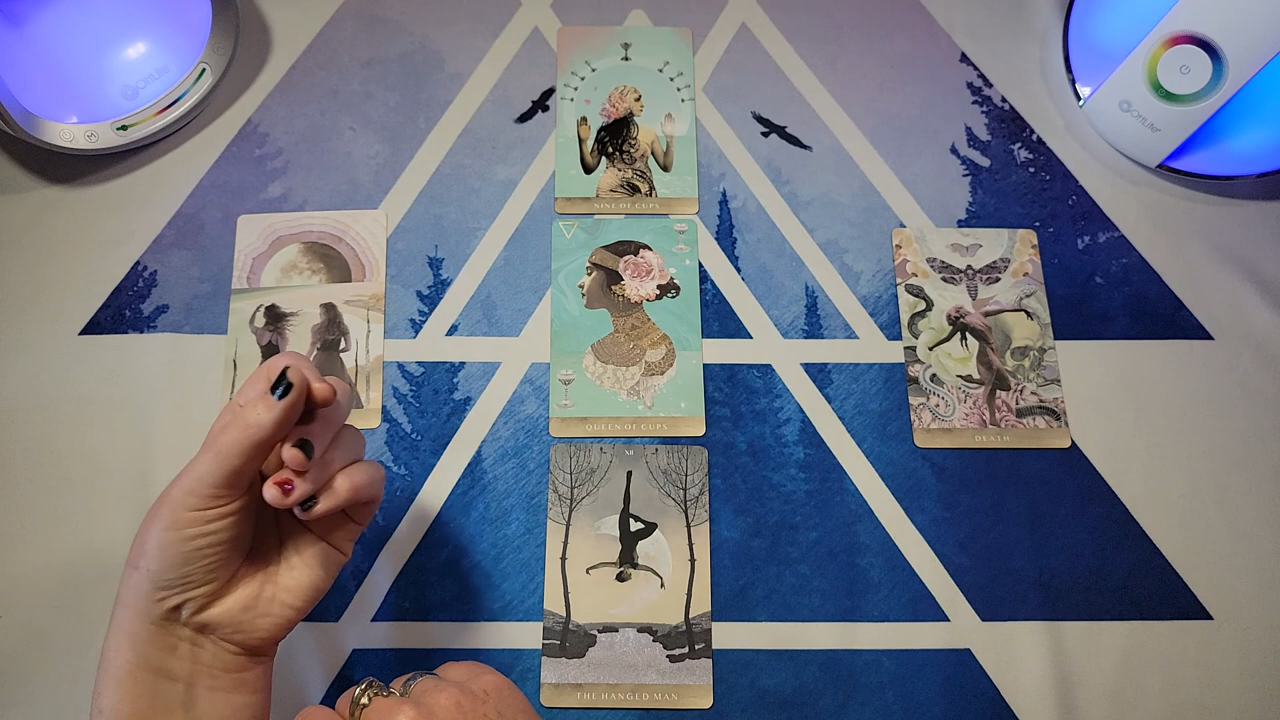 OttLite
M
NINE OF CUPS
OttLite
QUEEN OF CUPS
DEATH
XII
THE HANGED MAN